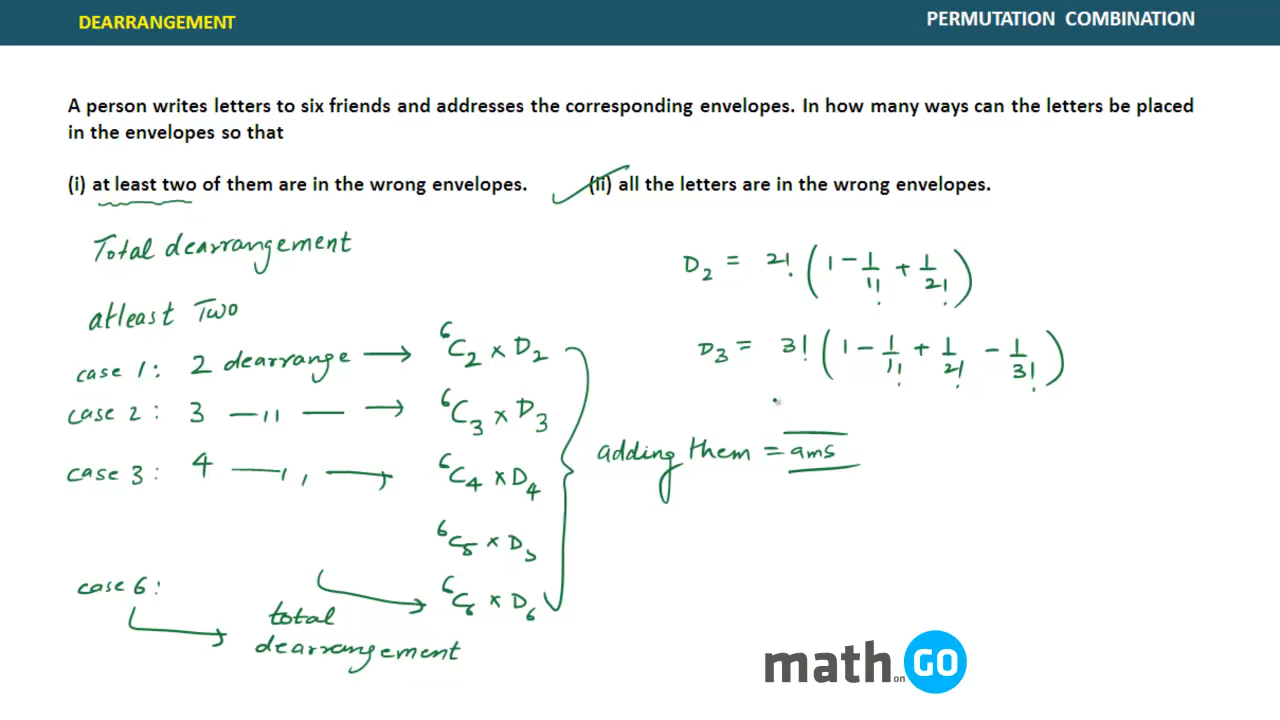 DEARRANGEMENT
PERMUTATION COMBINATION
A person writes letters to six friends and addresses the corresponding envelopes. In how many ways can the letters be placed
in the envelopes so that
(i) at least two of them are in the wrong envelopes. (ii) all the letters are in the wrong envelopes.
Total dearrangement
atleast Two
case 1: 2 dearrange → ⁶C₂ × D₂
case 2: 3 —"— → ⁶C₃ × D₃
case 3: 4 —", → ⁶C₄ × D₄
⁶C₅ × D₅
case 6: → ⁶C₆ × D₆
total
dearrangement
D₂ = 2! (1 - 1/1! + 1/2!)
D₃ = 3! (1 - 1/1! + 1/2! - 1/3!)
adding them = ams
math on GO